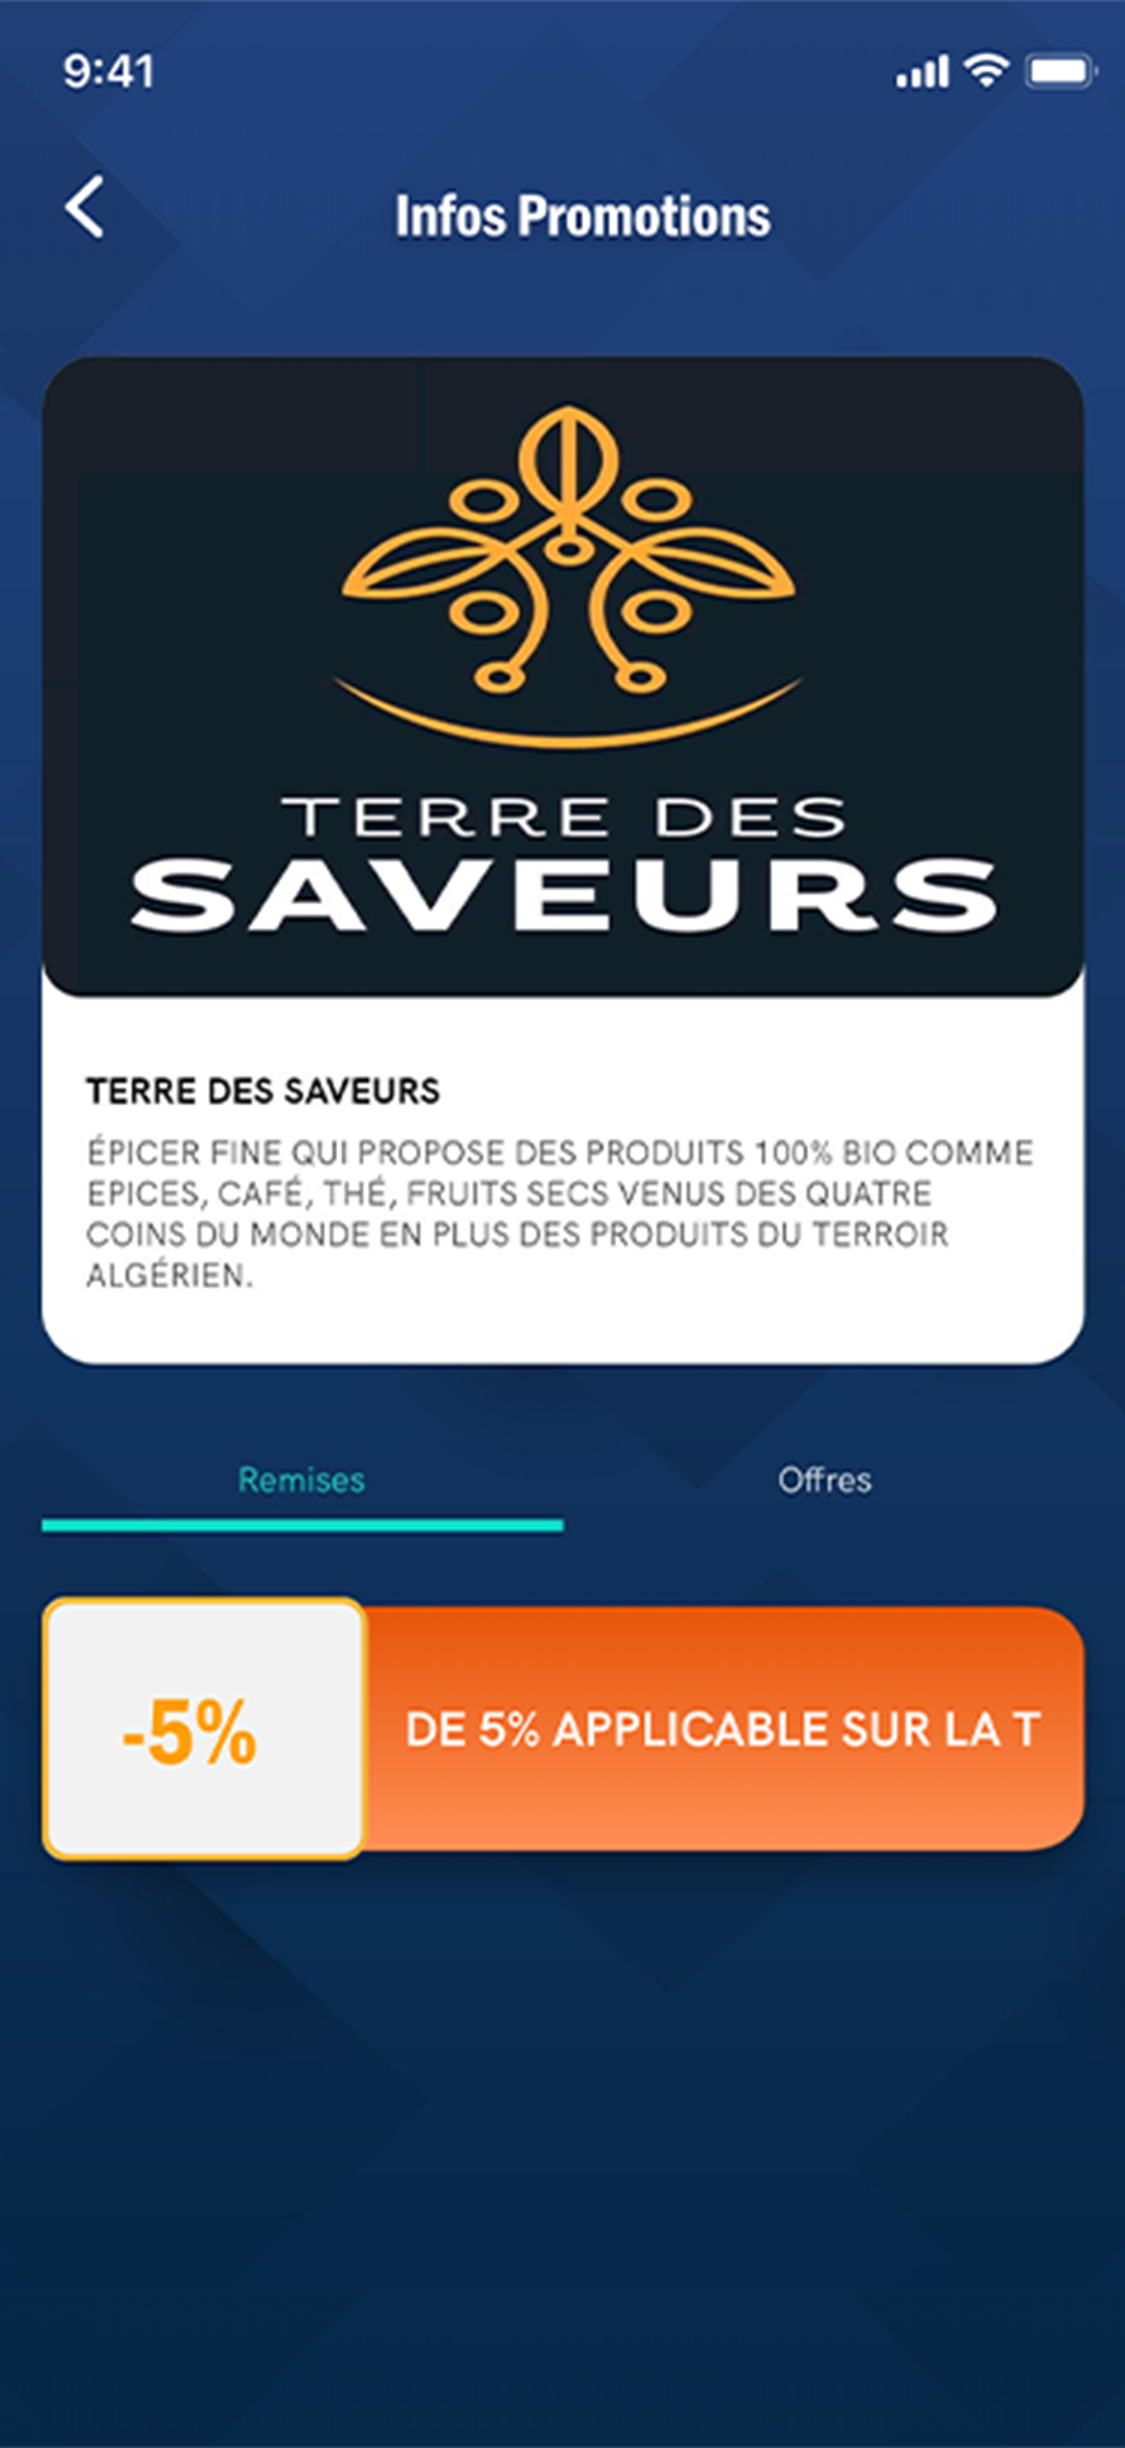 9:41
Infos Promotions
TERRE DES
SAVEURS
TERRE DES SAVEURS
ÉPICER FINE QUI PROPOSE DES PRODUITS 100% BIO COMME
EPICES, CAFÉ, THÉ, FRUITS SECS VENUS DES QUATRE
COINS DU MONDE EN PLUS DES PRODUITS DU TERROIR
ALGÉRIEN.
Remises
Offres
-5%
DE 5% APPLICABLE SUR LA T